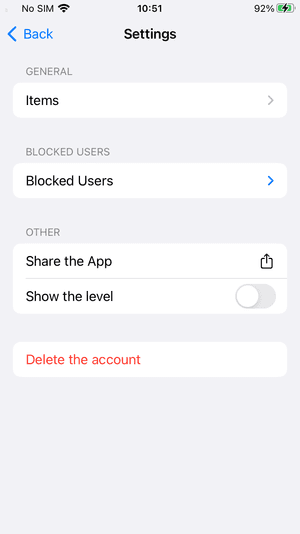 No SIM 10:51 92%
Back Settings
GENERAL
Items
BLOCKED USERS
Blocked Users
OTHER
Share the App
Show the level
Delete the account